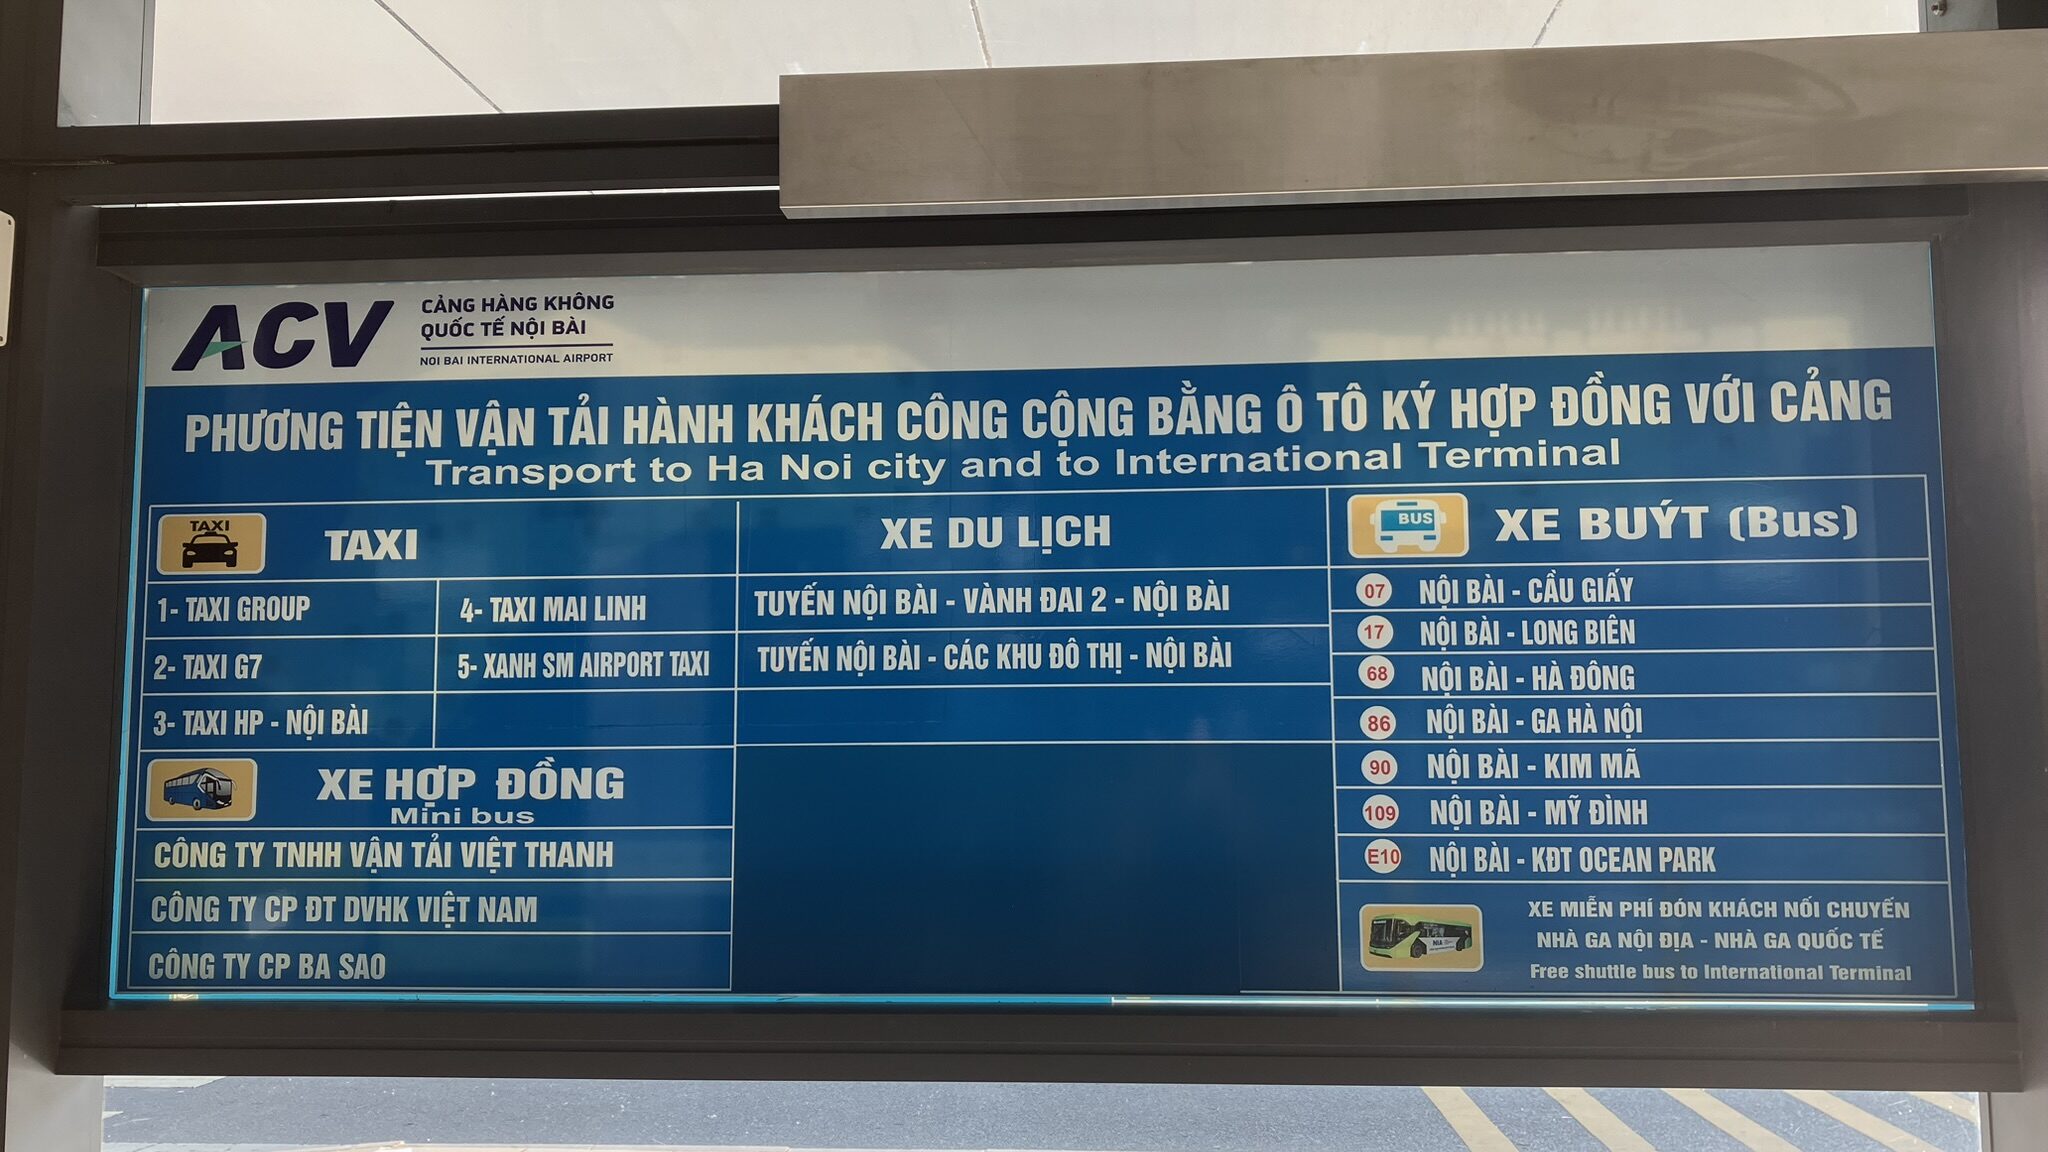 ACV
CẢNG HÀNG KHÔNG
QUỐC TẾ NỘI BÀI
NOI BAI INTERNATIONAL AIRPORT
PHƯƠNG TIỆN VẬN TẢI HÀNH KHÁCH CÔNG CỘNG BẰNG Ô TÔ KÝ HỢP ĐỒNG VỚI CẢNG
Transport to Ha Noi city and to International Terminal
TAXI
TAXI
1- TAXI GROUP
2- TAXI G7
3- TAXI HP - NỘI BÀI
4- TAXI MAI LINH
5- XANH SM AIRPORT TAXI
XE HỢP ĐỒNG
Mini bus
CÔNG TY TNHH VẬN TẢI VIỆT THANH
CÔNG TY CP ĐT DVHK VIỆT NAM
CÔNG TY CP BA SAO
XE DU LỊCH
TUYẾN NỘI BÀI - VÀNH ĐAI 2 - NỘI BÀI
TUYẾN NỘI BÀI - CÁC KHU ĐÔ THỊ - NỘI BÀI
BUS
XE BUÝT (Bus)
07 NỘI BÀI - CẦU GIẤY
17 NỘI BÀI - LONG BIÊN
68 NỘI BÀI - HÀ ĐÔNG
86 NỘI BÀI - GA HÀ NỘI
90 NỘI BÀI - KIM MÃ
109 NỘI BÀI - MỸ ĐÌNH
E10 NỘI BÀI - KĐT OCEAN PARK
NIA
XE MIỄN PHÍ ĐÓN KHÁCH NỐI CHUYẾN
NHÀ GA NỘI ĐỊA - NHÀ GA QUỐC TẾ
Free shuttle bus to International Terminal